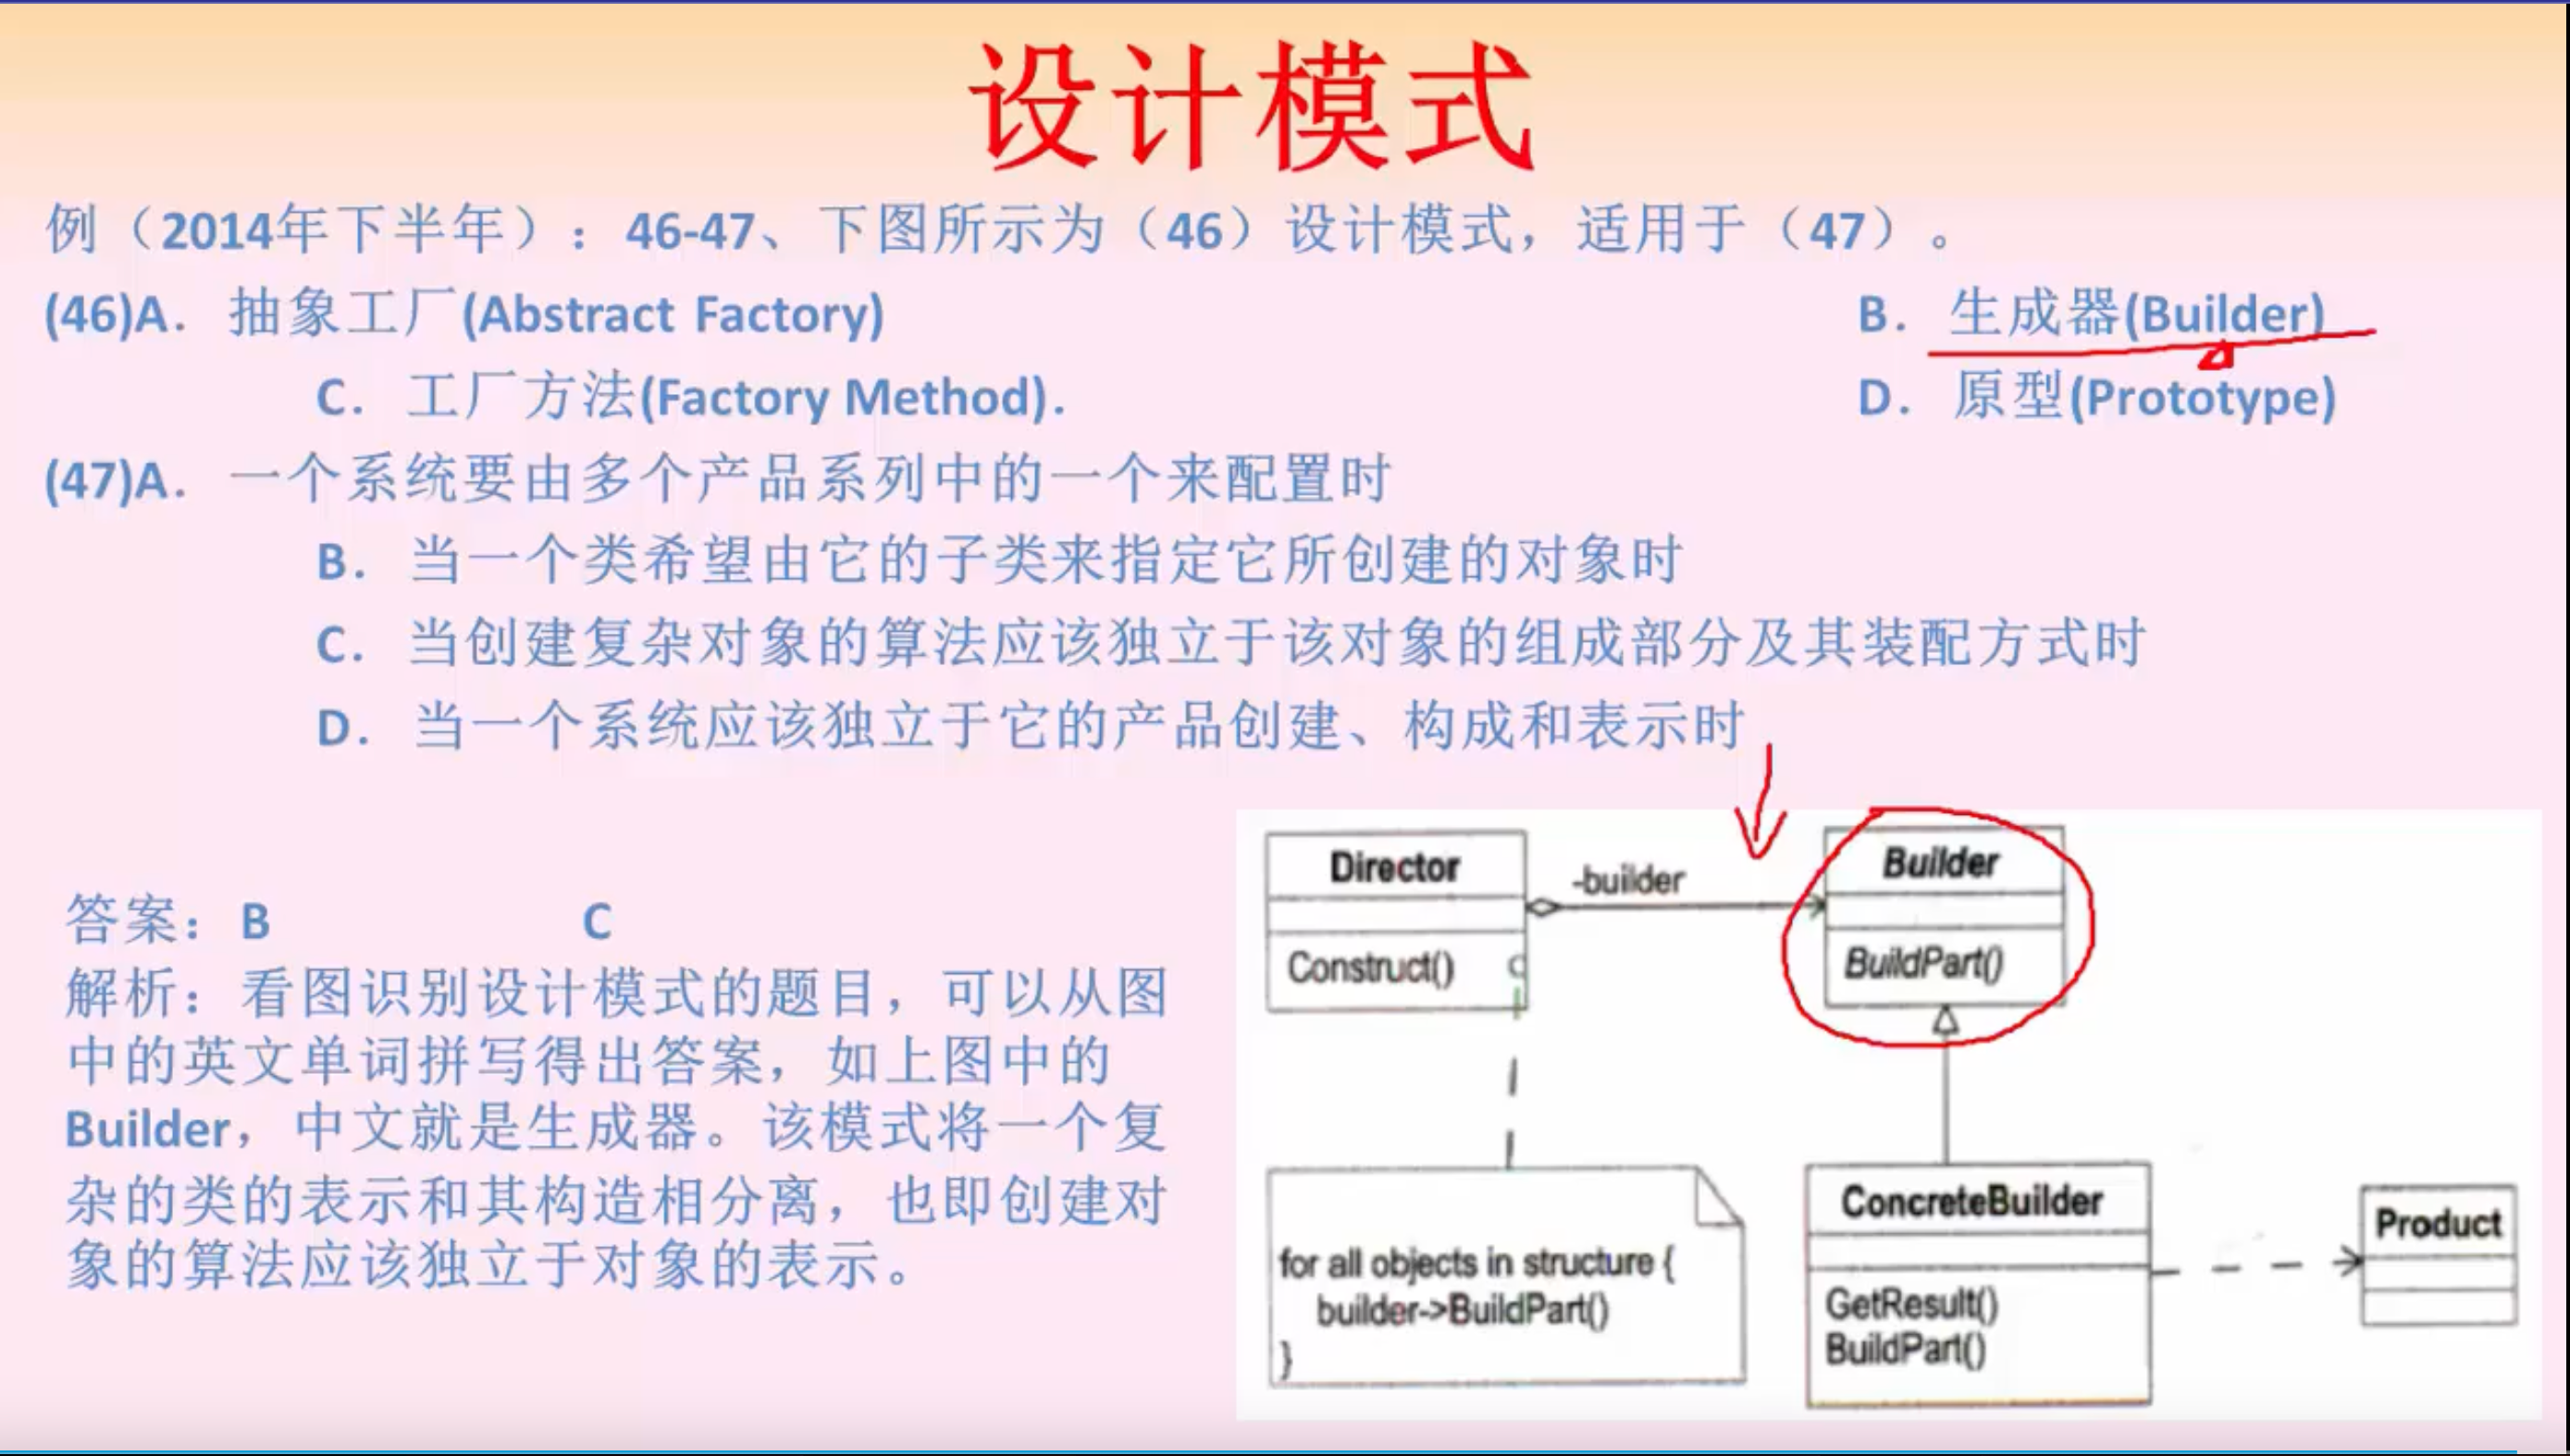 设计模式
例（2014年下半年）：46-47、下图所示为（46）设计模式，适用于（47）。
(46)A. 抽象工厂(Abstract Factory) B. 生成器(Builder)
C. 工厂方法(Factory Method). D. 原型(Prototype)
(47)A. 一个系统要由多个产品系列中的一个来配置时
B. 当一个类希望由它的子类来指定它所创建的对象时
C. 当创建复杂对象的算法应该独立于该对象的组成部分及其装配方式时
D. 当一个系统应该独立于它的产品创建、构成和表示时
答案：B C
解析：看图识别设计模式的题目，可以从图
中的英文单词拼写得出答案，如上图中的
Builder，中文就是生成器。该模式将一个复
杂的类的表示和其构造相分离，也即创建对
象的算法应该独立于对象的表示。
Director
Construct()
-builder
Builder
BuildPart()
for all objects in structure {
builder->BuildPart()
}
ConcreteBuilder
GetResult()
BuildPart()
Product